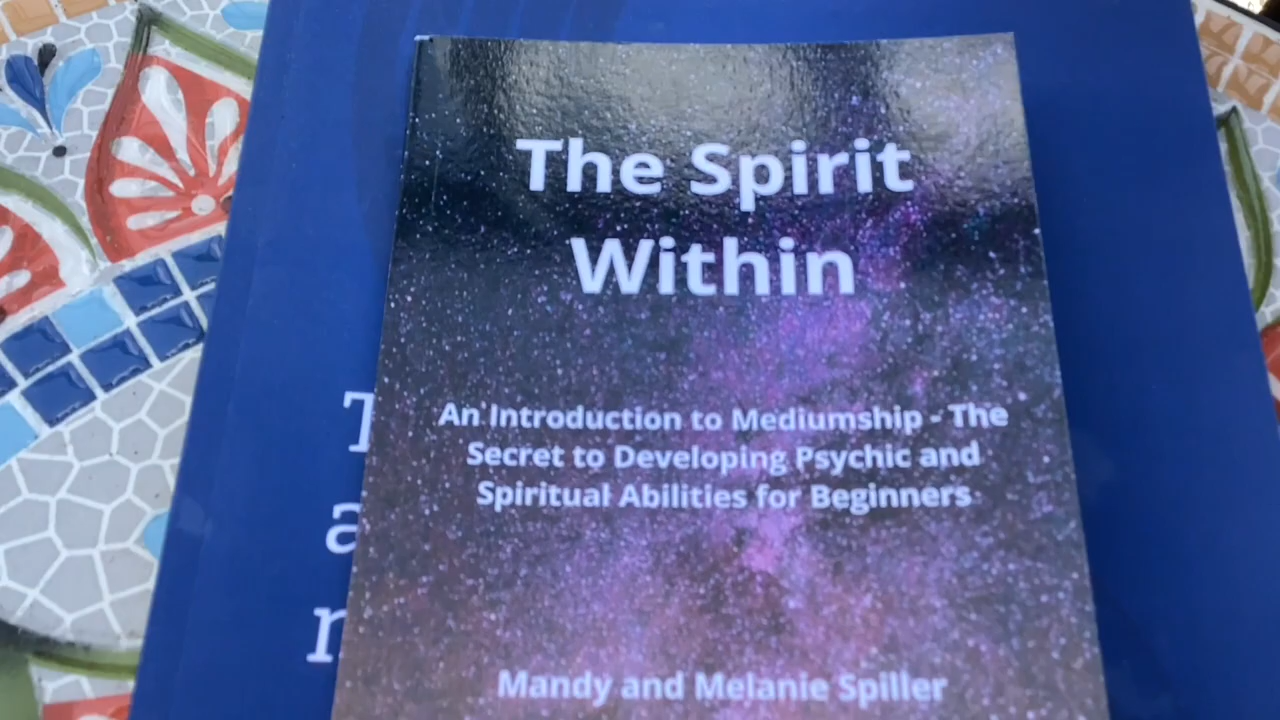 The Spirit
Within
An Introduction to Mediumship - The
Secret to Developing Psychic and
Spiritual Abilities for Beginners
Mandy and Melanie Spiller